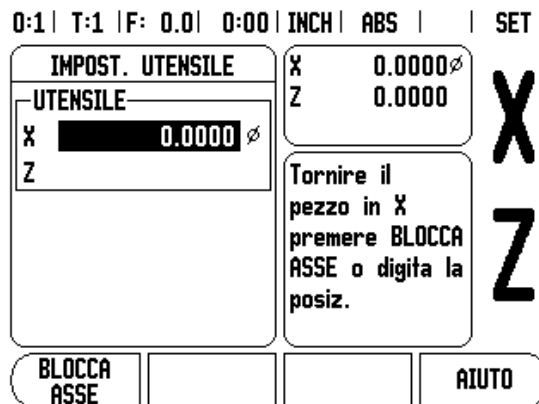 0:1 | T:1 | F: 0.0 | 0:00 | INCH | ABS | | SET
IMPOST. UTENSILE
UTENSILE
X 0.0000 ø
Z
X 0.0000 ø
Z 0.0000
Tornire il
pezzo in X
premere BLOCCA
ASSE o digita la
posiz.
X
Z
BLOCCA
ASSE
AIUTO